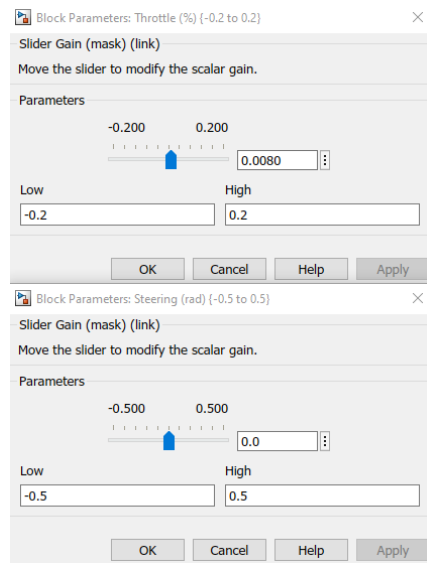 Block Parameters: Throttle (%) {-0.2 to 0.2}
Slider Gain (mask) (link)
Move the slider to modify the scalar gain.
Parameters
-0.200 0.200
0.0080
Low High
-0.2 0.2
OK Cancel Help Apply
Block Parameters: Steering (rad) {-0.5 to 0.5}
Slider Gain (mask) (link)
Move the slider to modify the scalar gain.
Parameters
-0.500 0.500
0.0
Low High
-0.5 0.5
OK Cancel Help Apply